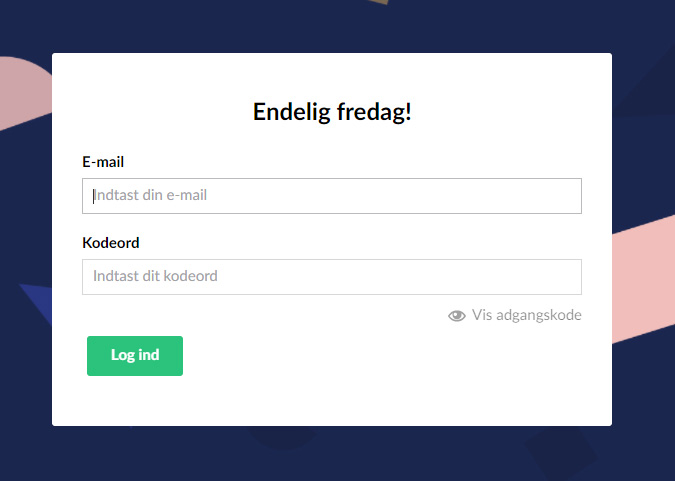 Endelig fredag!
E-mail
Indtast din e-mail
Kodeord
Indtast dit kodeord
Vis adgangskode
Log ind